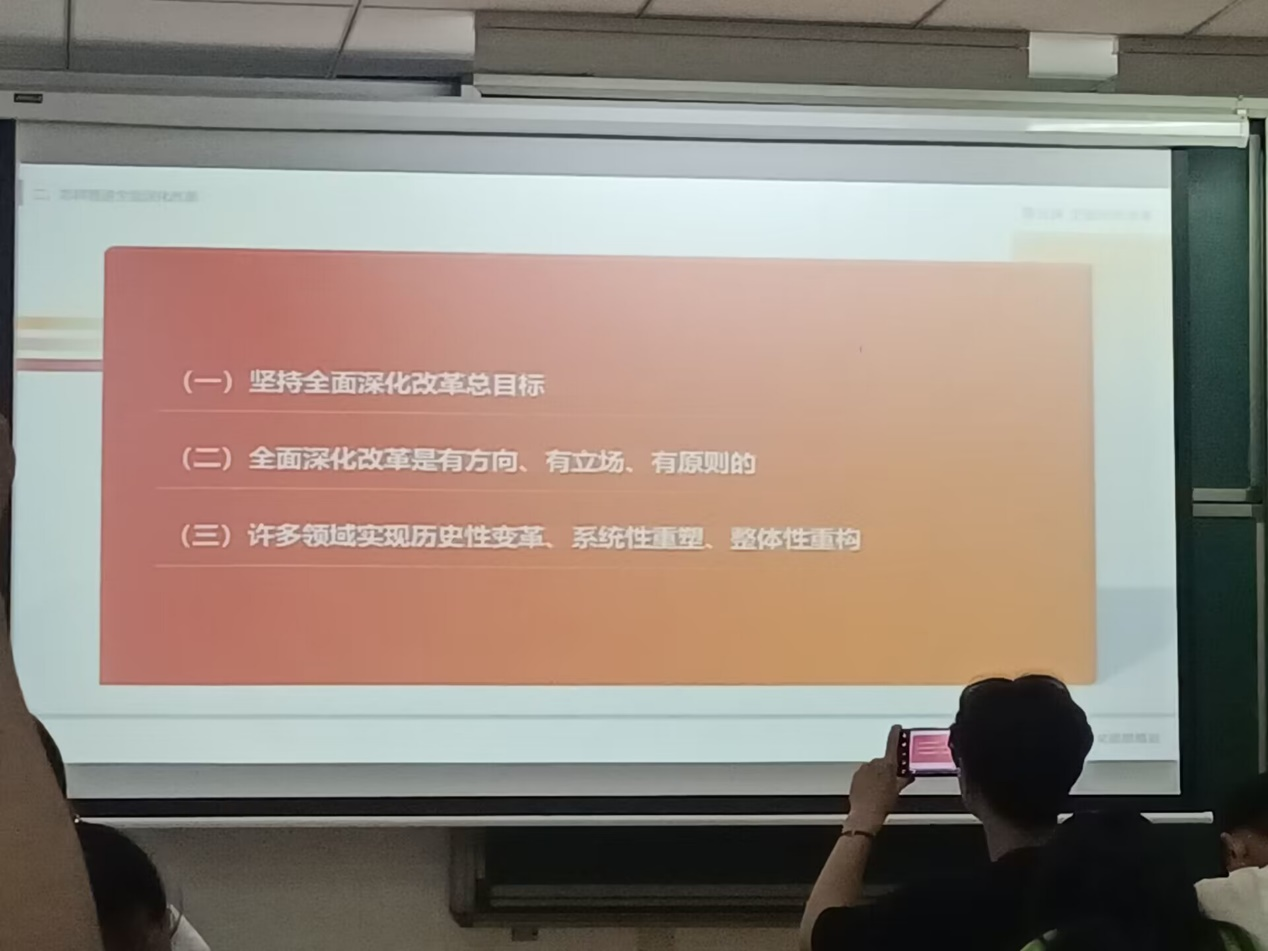 （一）坚持全面深化改革总目标
（二）全面深化改革是有方向、有立场、有原则的
（三）许多领域实现历史性变革、系统性重塑、整体性重构